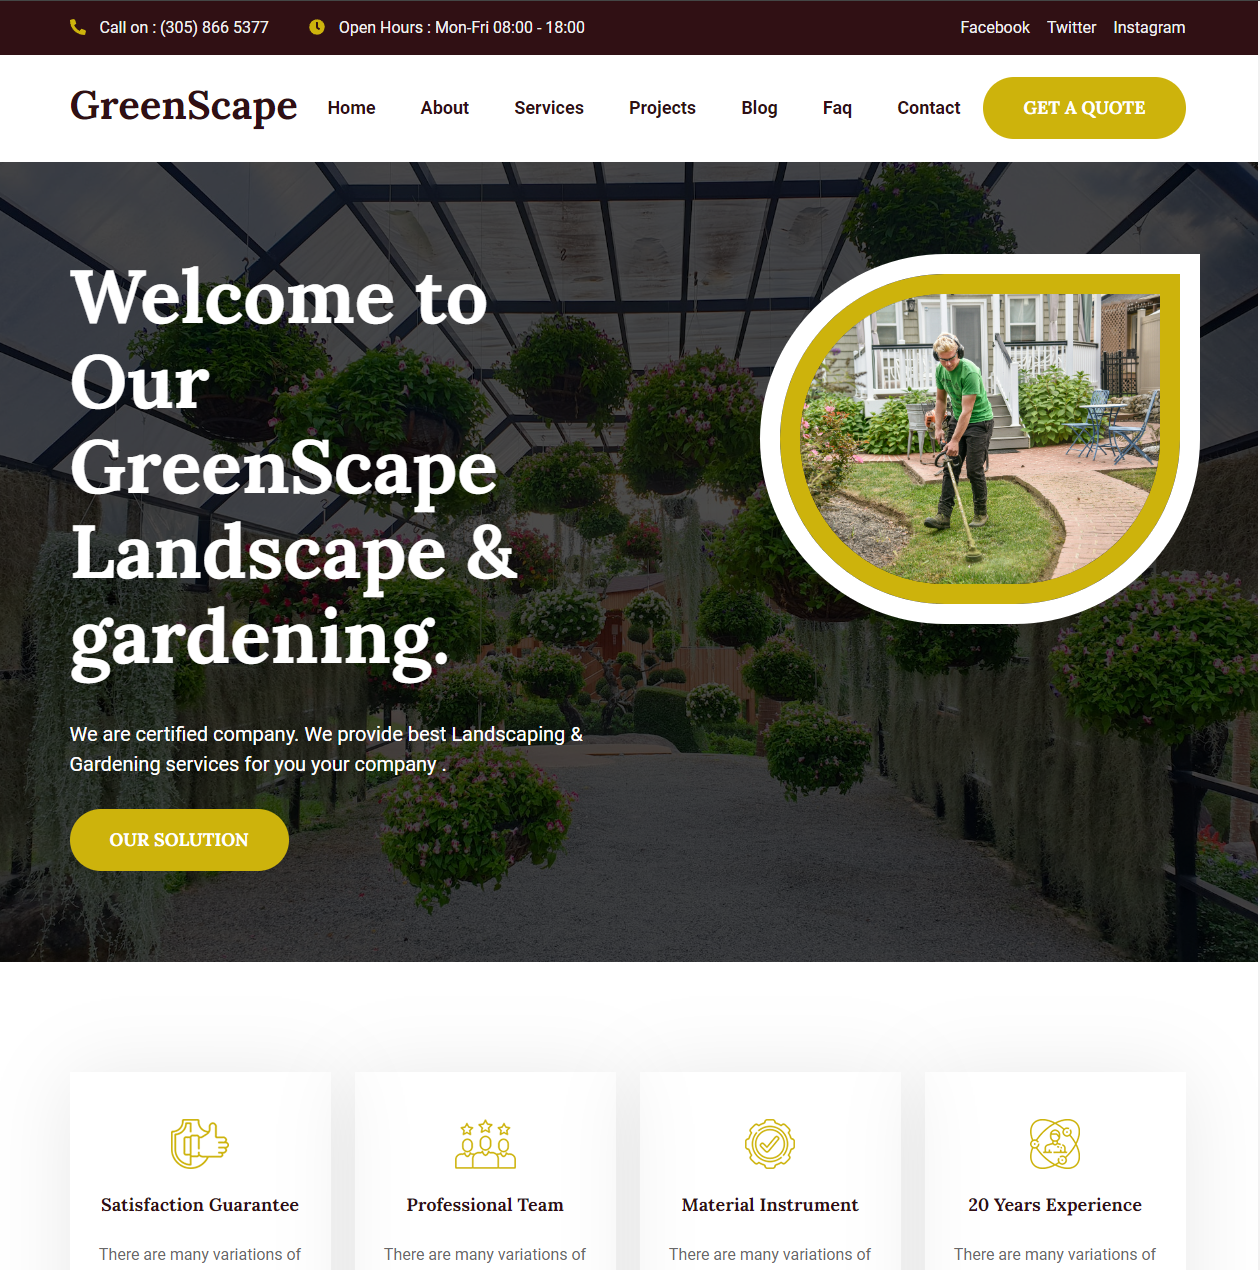 Call on : (305) 866 5377
Open Hours : Mon-Fri 08:00 - 18:00
Facebook Twitter Instagram
GreenScape
Home About Services Projects Blog Faq Contact
GET A QUOTE
Welcome to
Our
GreenScape
Landscape &
gardening.
We are certified company. We provide best Landscaping &
Gardening services for you your company .
OUR SOLUTION
Satisfaction Guarantee
There are many variations of
Professional Team
There are many variations of
Material Instrument
There are many variations of
20 Years Experience
There are many variations of